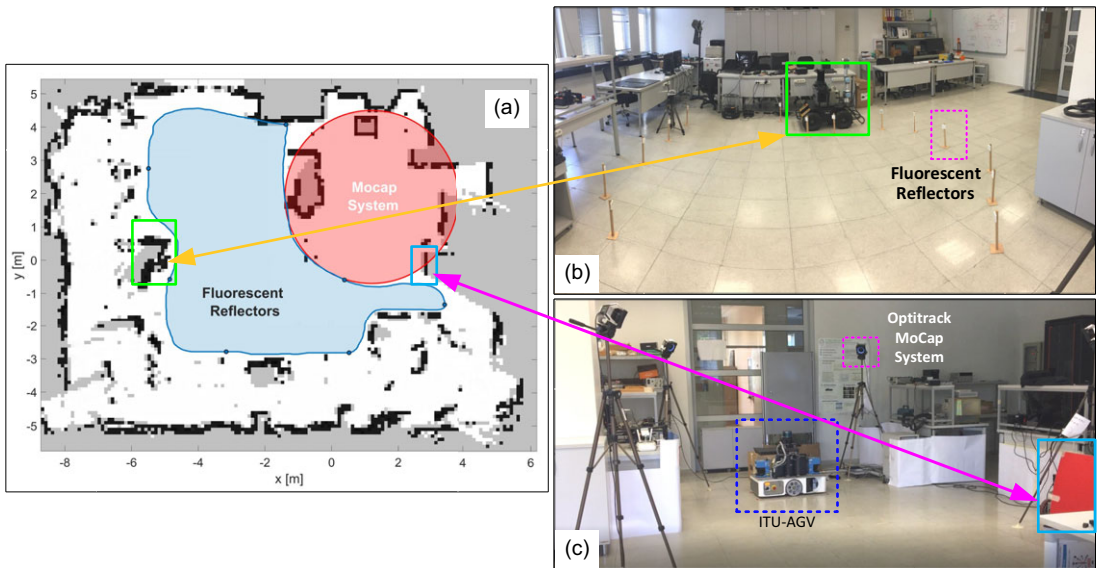 (a)
5
4
3
2
1
0
-1
-2
-3
-4
-5
y [m]
Mocap
System
Fluorescent
Reflectors
-8
-6
-4
-2
0
2
4
6
x [m]
Fluorescent
Reflectors
(b)
Optitrack
MoCap
System
ITU-AGV
(c)